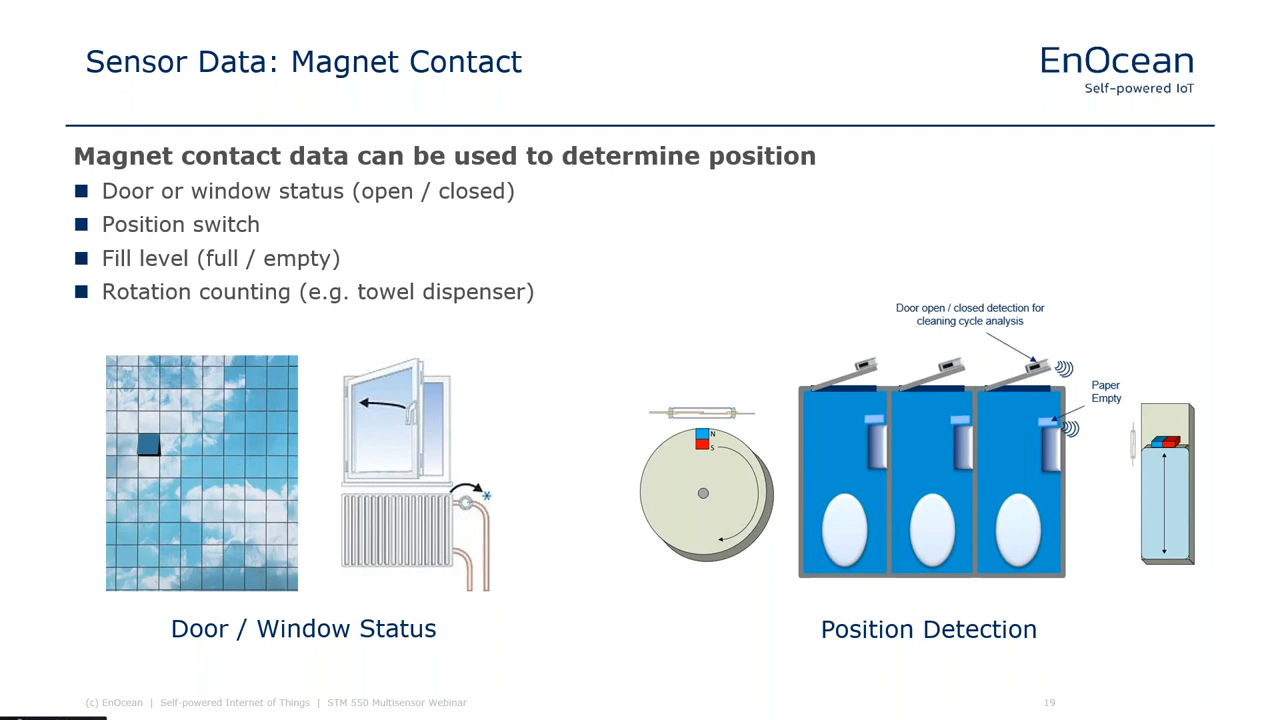 Sensor Data: Magnet Contact
EnOcean
Self-powered IoT
Magnet contact data can be used to determine position
Door or window status (open / closed)
Position switch
Fill level (full / empty)
Rotation counting (e.g. towel dispenser)
Door open / closed detection for
cleaning cycle analysis
Paper
Empty
N
S
*
Door / Window Status
Position Detection
(c) EnOcean | Self-powered Internet of Things | STM 550 Multisensor Webinar
19